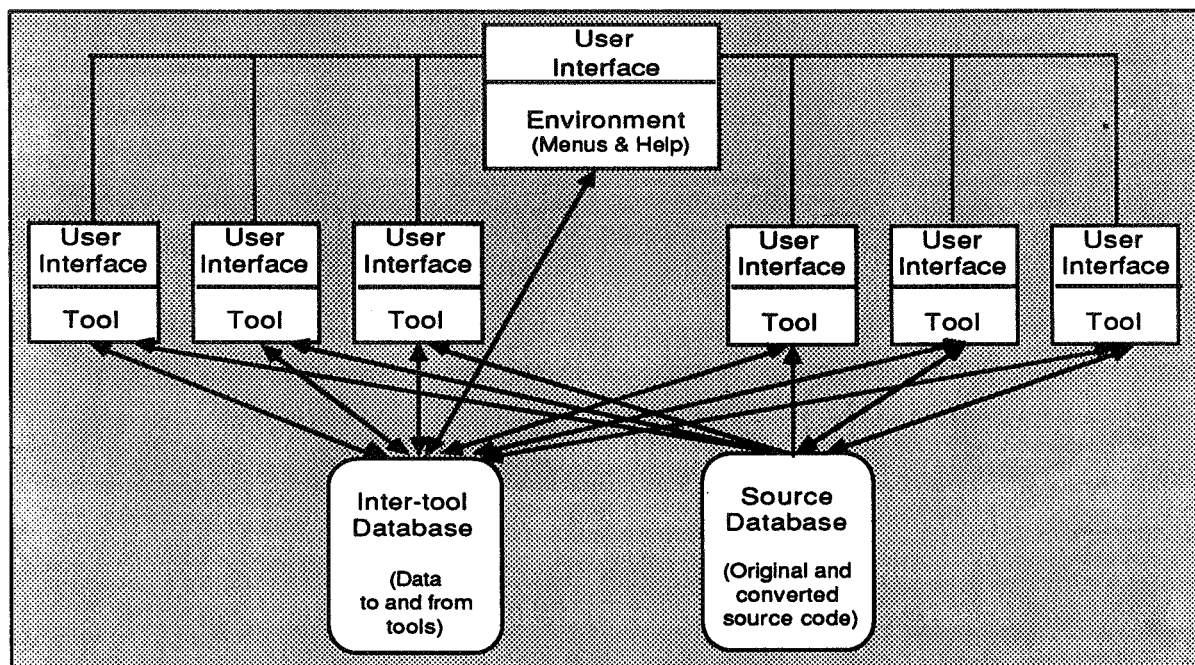 User
Interface
Environment
(Menus & Help)
User
Interface
Tool
User
Interface
Tool
User
Interface
Tool
User
Interface
Tool
User
Interface
Tool
User
Interface
Tool
Inter-tool
Database
(Data
to and from
tools)
Source
Database
(Original and
converted
source code)